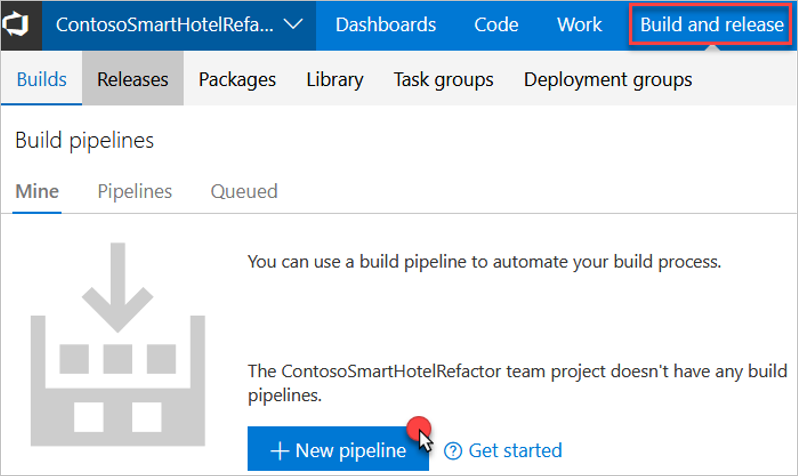 ContosoSmartHotelRefa... Dashboards Code Work Build and release
Builds Releases Packages Library Task groups Deployment groups
Build pipelines
Mine Pipelines Queued
You can use a build pipeline to automate your build process.
The ContosoSmartHotelRefactor team project doesn't have any build
pipelines.
+ New pipeline ? Get started